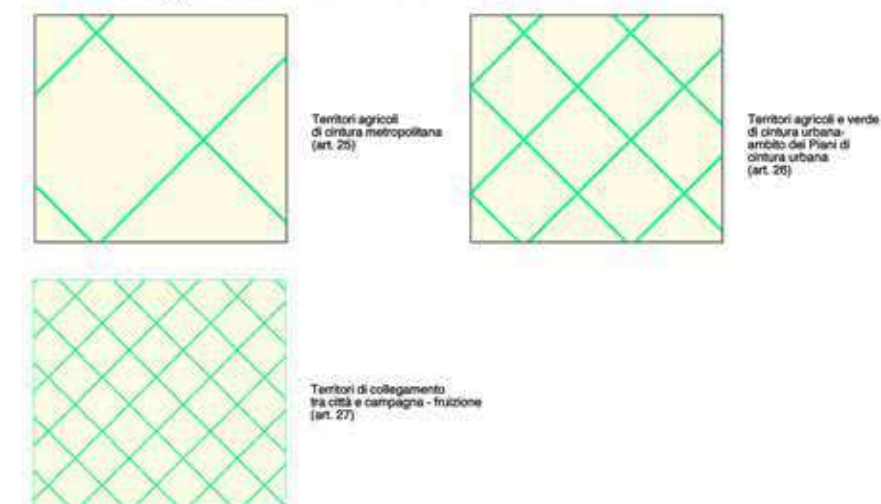 Territori agricoli
di cintura metropolitana
(art. 25)
Territori agricoli e verde
di cintura urbana-
ambito dei Piani di
cintura urbana
(art. 26)
Territori di collegamento
tra città e campagna - fruizione
(art. 27)